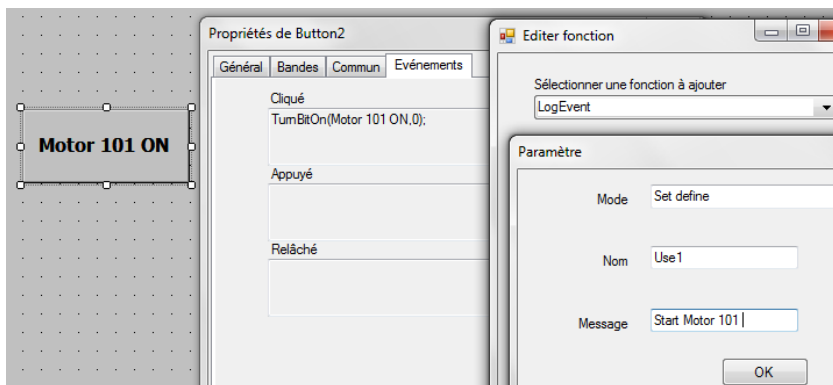 Motor 101 ON
Propriétés de Button2
Général Bandes Commun Evénements
Cliqué
TurnBitOn(Motor 101 ON,0);
Appuyé
Relâché
Editer fonction
Sélectionner une fonction à ajouter
LogEvent
Paramètre
Mode Set define
Nom Use1
Message Start Motor 101
OK